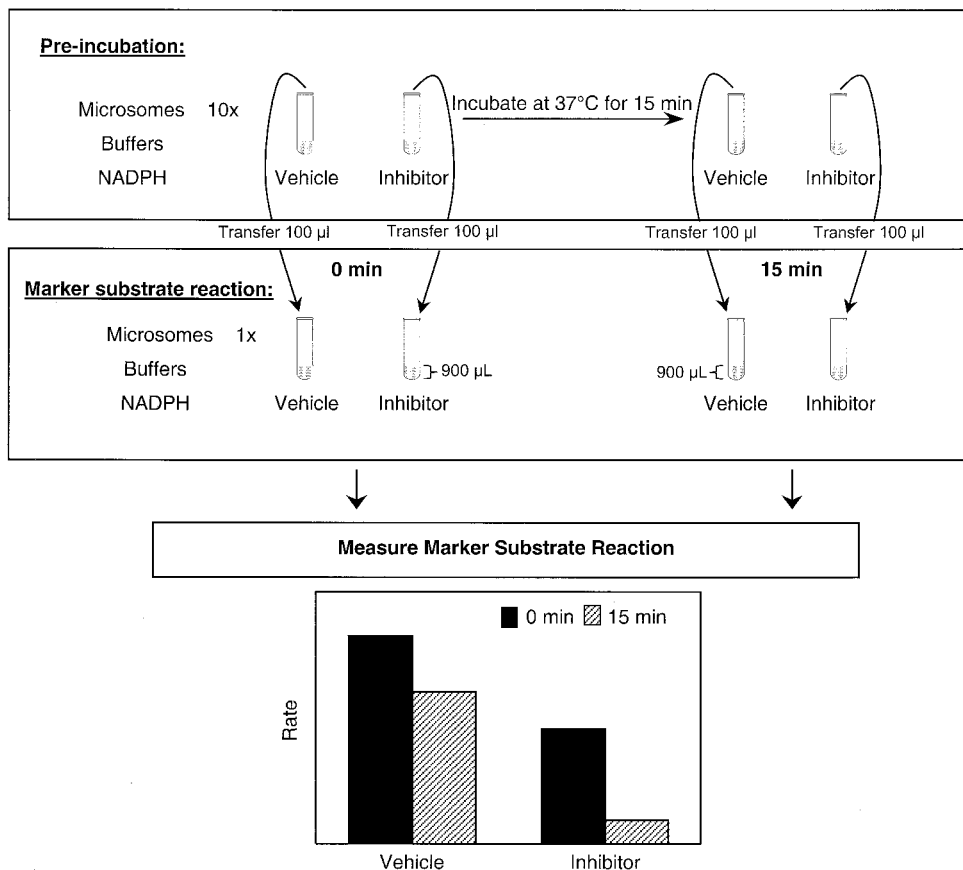 Pre-incubation:
Microsomes 10x
Buffers
NADPH
Vehicle Inhibitor
Incubate at 37°C for 15 min
Vehicle Inhibitor
Transfer 100 µl Transfer 100 µl Transfer 100 µl Transfer 100 µl
0 min 15 min
Marker substrate reaction:
Microsomes 1x
Buffers
NADPH
900 µL 900 µL
Vehicle Inhibitor Vehicle Inhibitor
Measure Marker Substrate Reaction
0 min 15 min
Rate
Vehicle Inhibitor